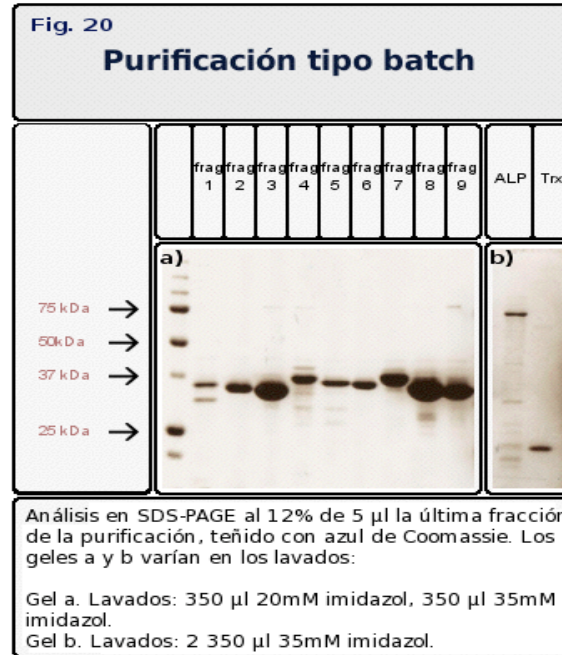 Fig. 20
Purificación tipo batch
frag 1 frag 2 frag 3 frag 4 frag 5 frag 6 frag 7 frag 8 frag 9 ALP Trx
a) b)
75 kDa
50kDa
37 kDa
25 kDa
Análisis en SDS-PAGE al 12% de 5 µl la última fracción
de la purificación, teñido con azul de Coomassie. Los
geles a y b varían en los lavados:
Gel a. Lavados: 350 µl 20mM imidazol, 350 µl 35mM
imidazol.
Gel b. Lavados: 2 350 µl 35mM imidazol.